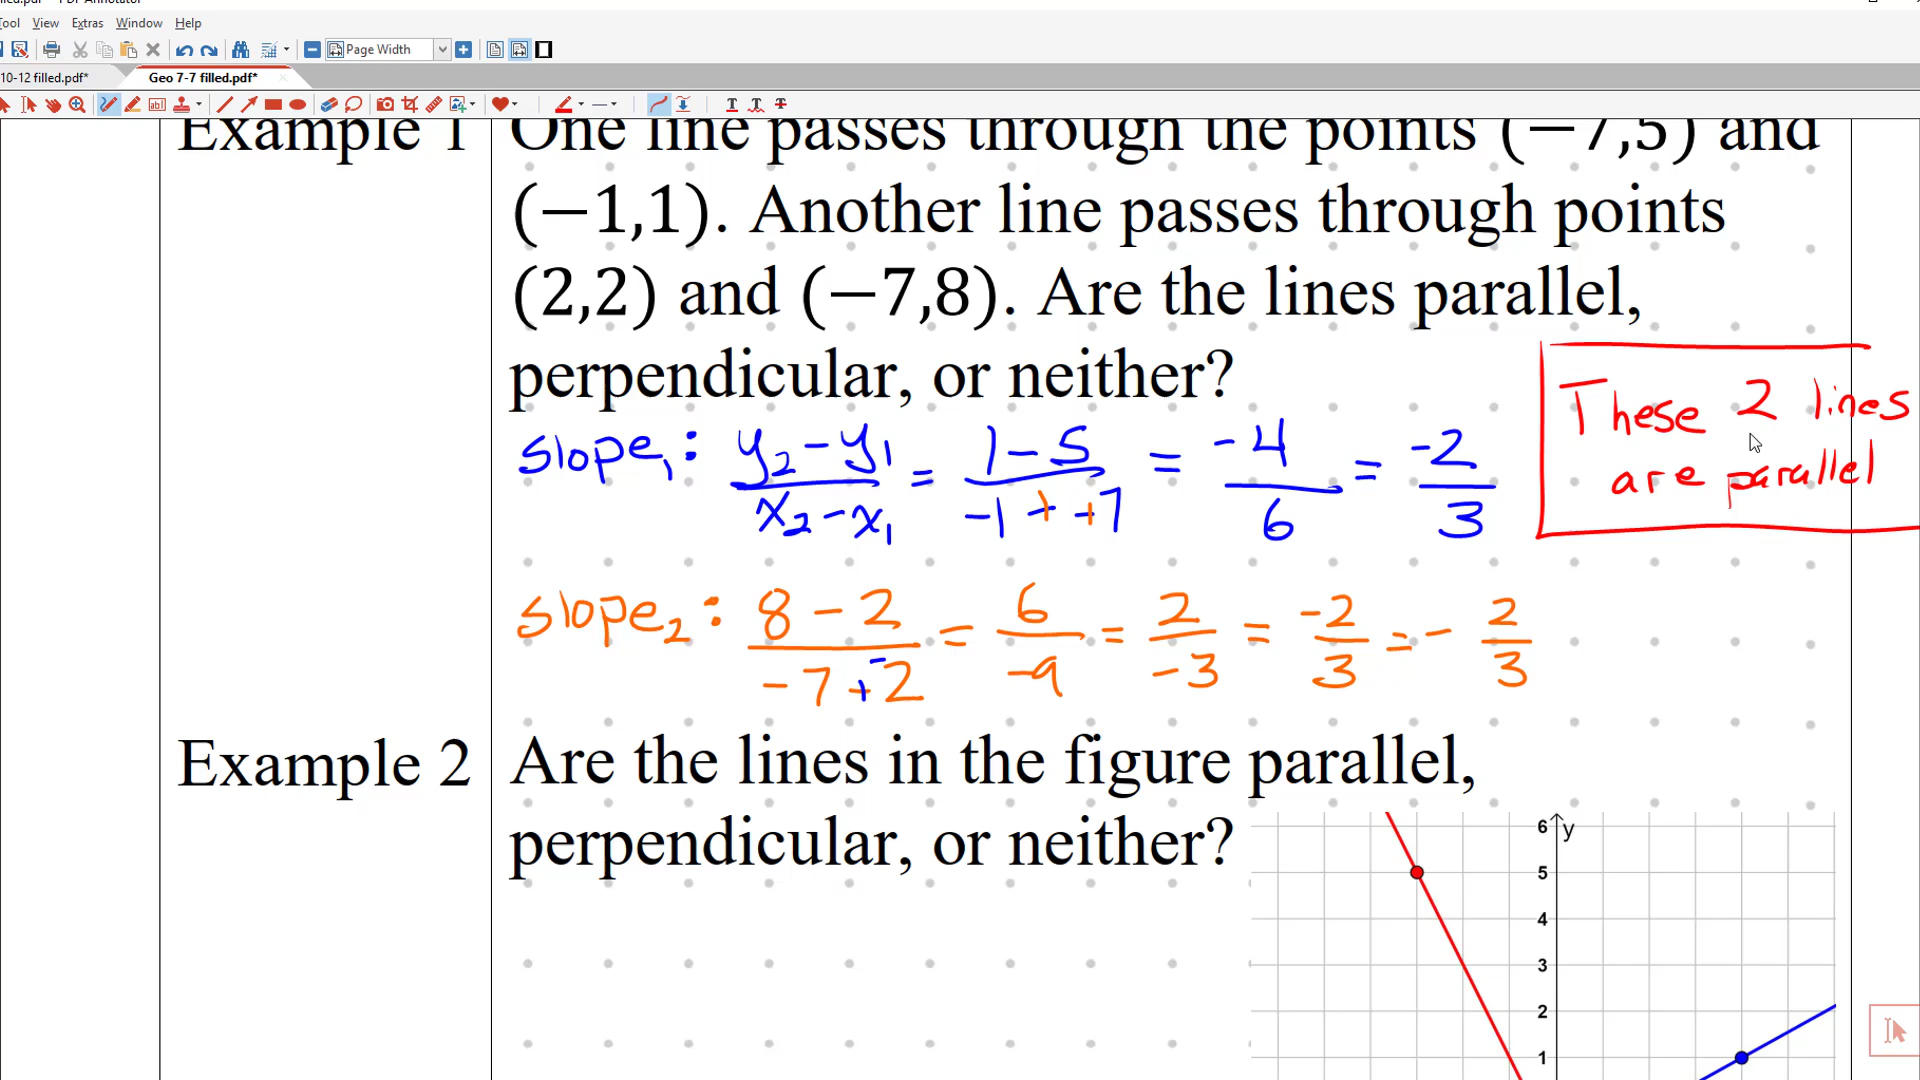 Tool View Extras Window Help
Page Width
10-12 filled.pdf* Geo 7-7 filled.pdf*
Example 1 One line passes through the points (−7,5) and
(−1,1). Another line passes through points
(2,2) and (−7,8). Are the lines parallel,
perpendicular, or neither?
These 2 lines
are parallel
slope₁: y₂−y₁/x₂−x₁ = 1−5/-1++7 = -4/6 = -2/3
slope₂: 8−2/-7+-2 = 6/-9 = 2/-3 = -2/3 = -2/3
Example 2 Are the lines in the figure parallel,
perpendicular, or neither?
6 y
5
4
3
2
1